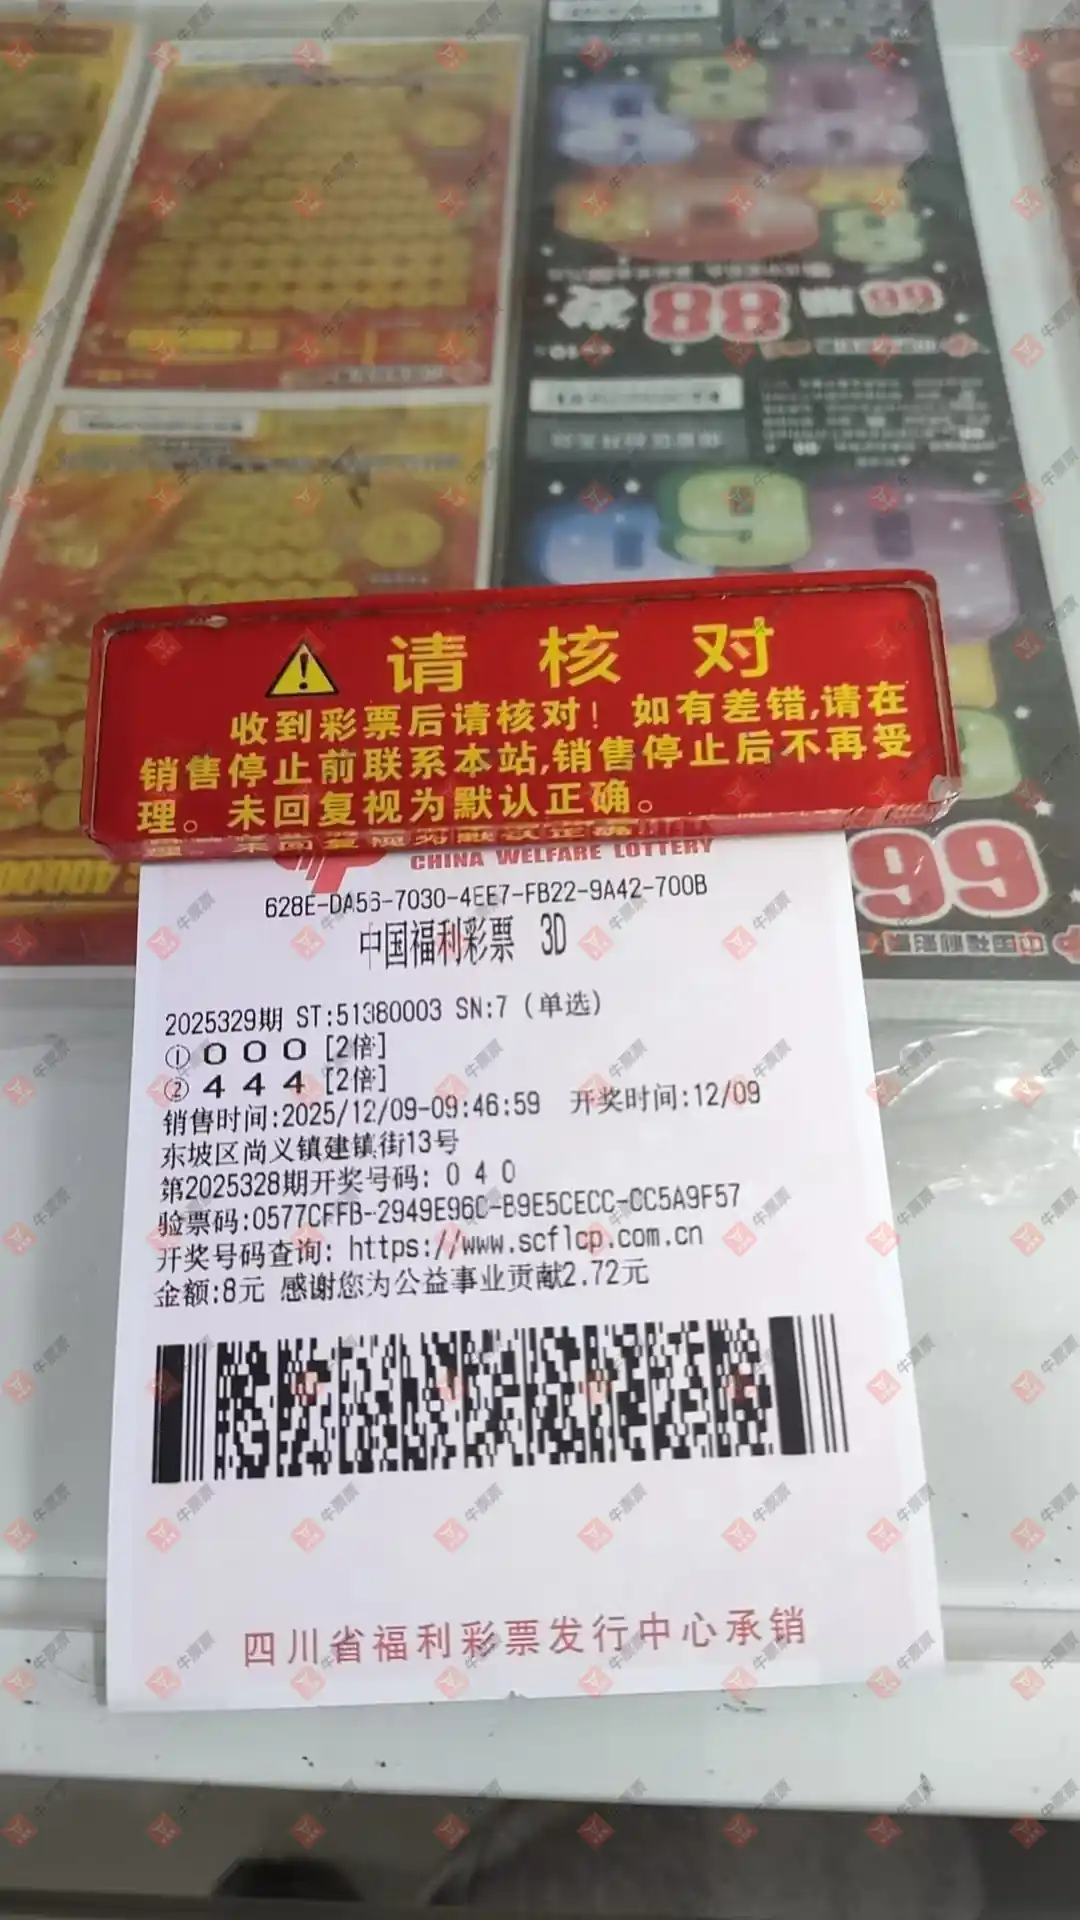 请核对
收到彩票后请核对！如有差错,请在
销售停止前联系本站,销售停止后不再受
理。未回复视为默认正确。
CHINA WELFARE LOTTERY
628E-DA56-7030-4EE7-FB22-9A42-700B
中国福利彩票 3D
2025329期 ST:51380003 SN:7 (单选)
① 0 0 0 [2倍]
② 4 4 4 [2倍]
销售时间:2025/12/09-09:46:59 开奖时间:12/09
东坡区尚义镇建镇街13号
第2025328期开奖号码: 0 4 0
验票码:0577CFFB-2949E96C-B9E5CECC-CC5A9F57
开奖号码查询: https://www.scflcp.com.cn
金额:8元 感谢您为公益事业贡献2.72元
四川省福利彩票发行中心承销
牛票票